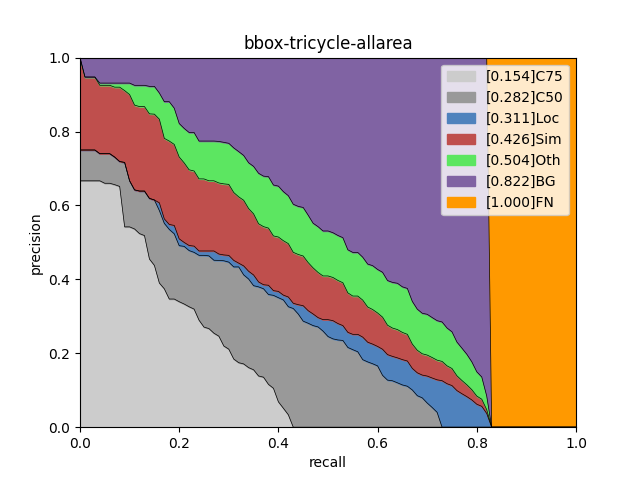 bbox-tricycle-allarea
1.0
0.8
0.6
0.4
0.2
0.0
precision
[0.154]C75
[0.282]C50
[0.311]Loc
[0.426]Sim
[0.504]Oth
[0.822]BG
[1.000]FN
0.0 0.2 0.4 0.6 0.8 1.0
recall